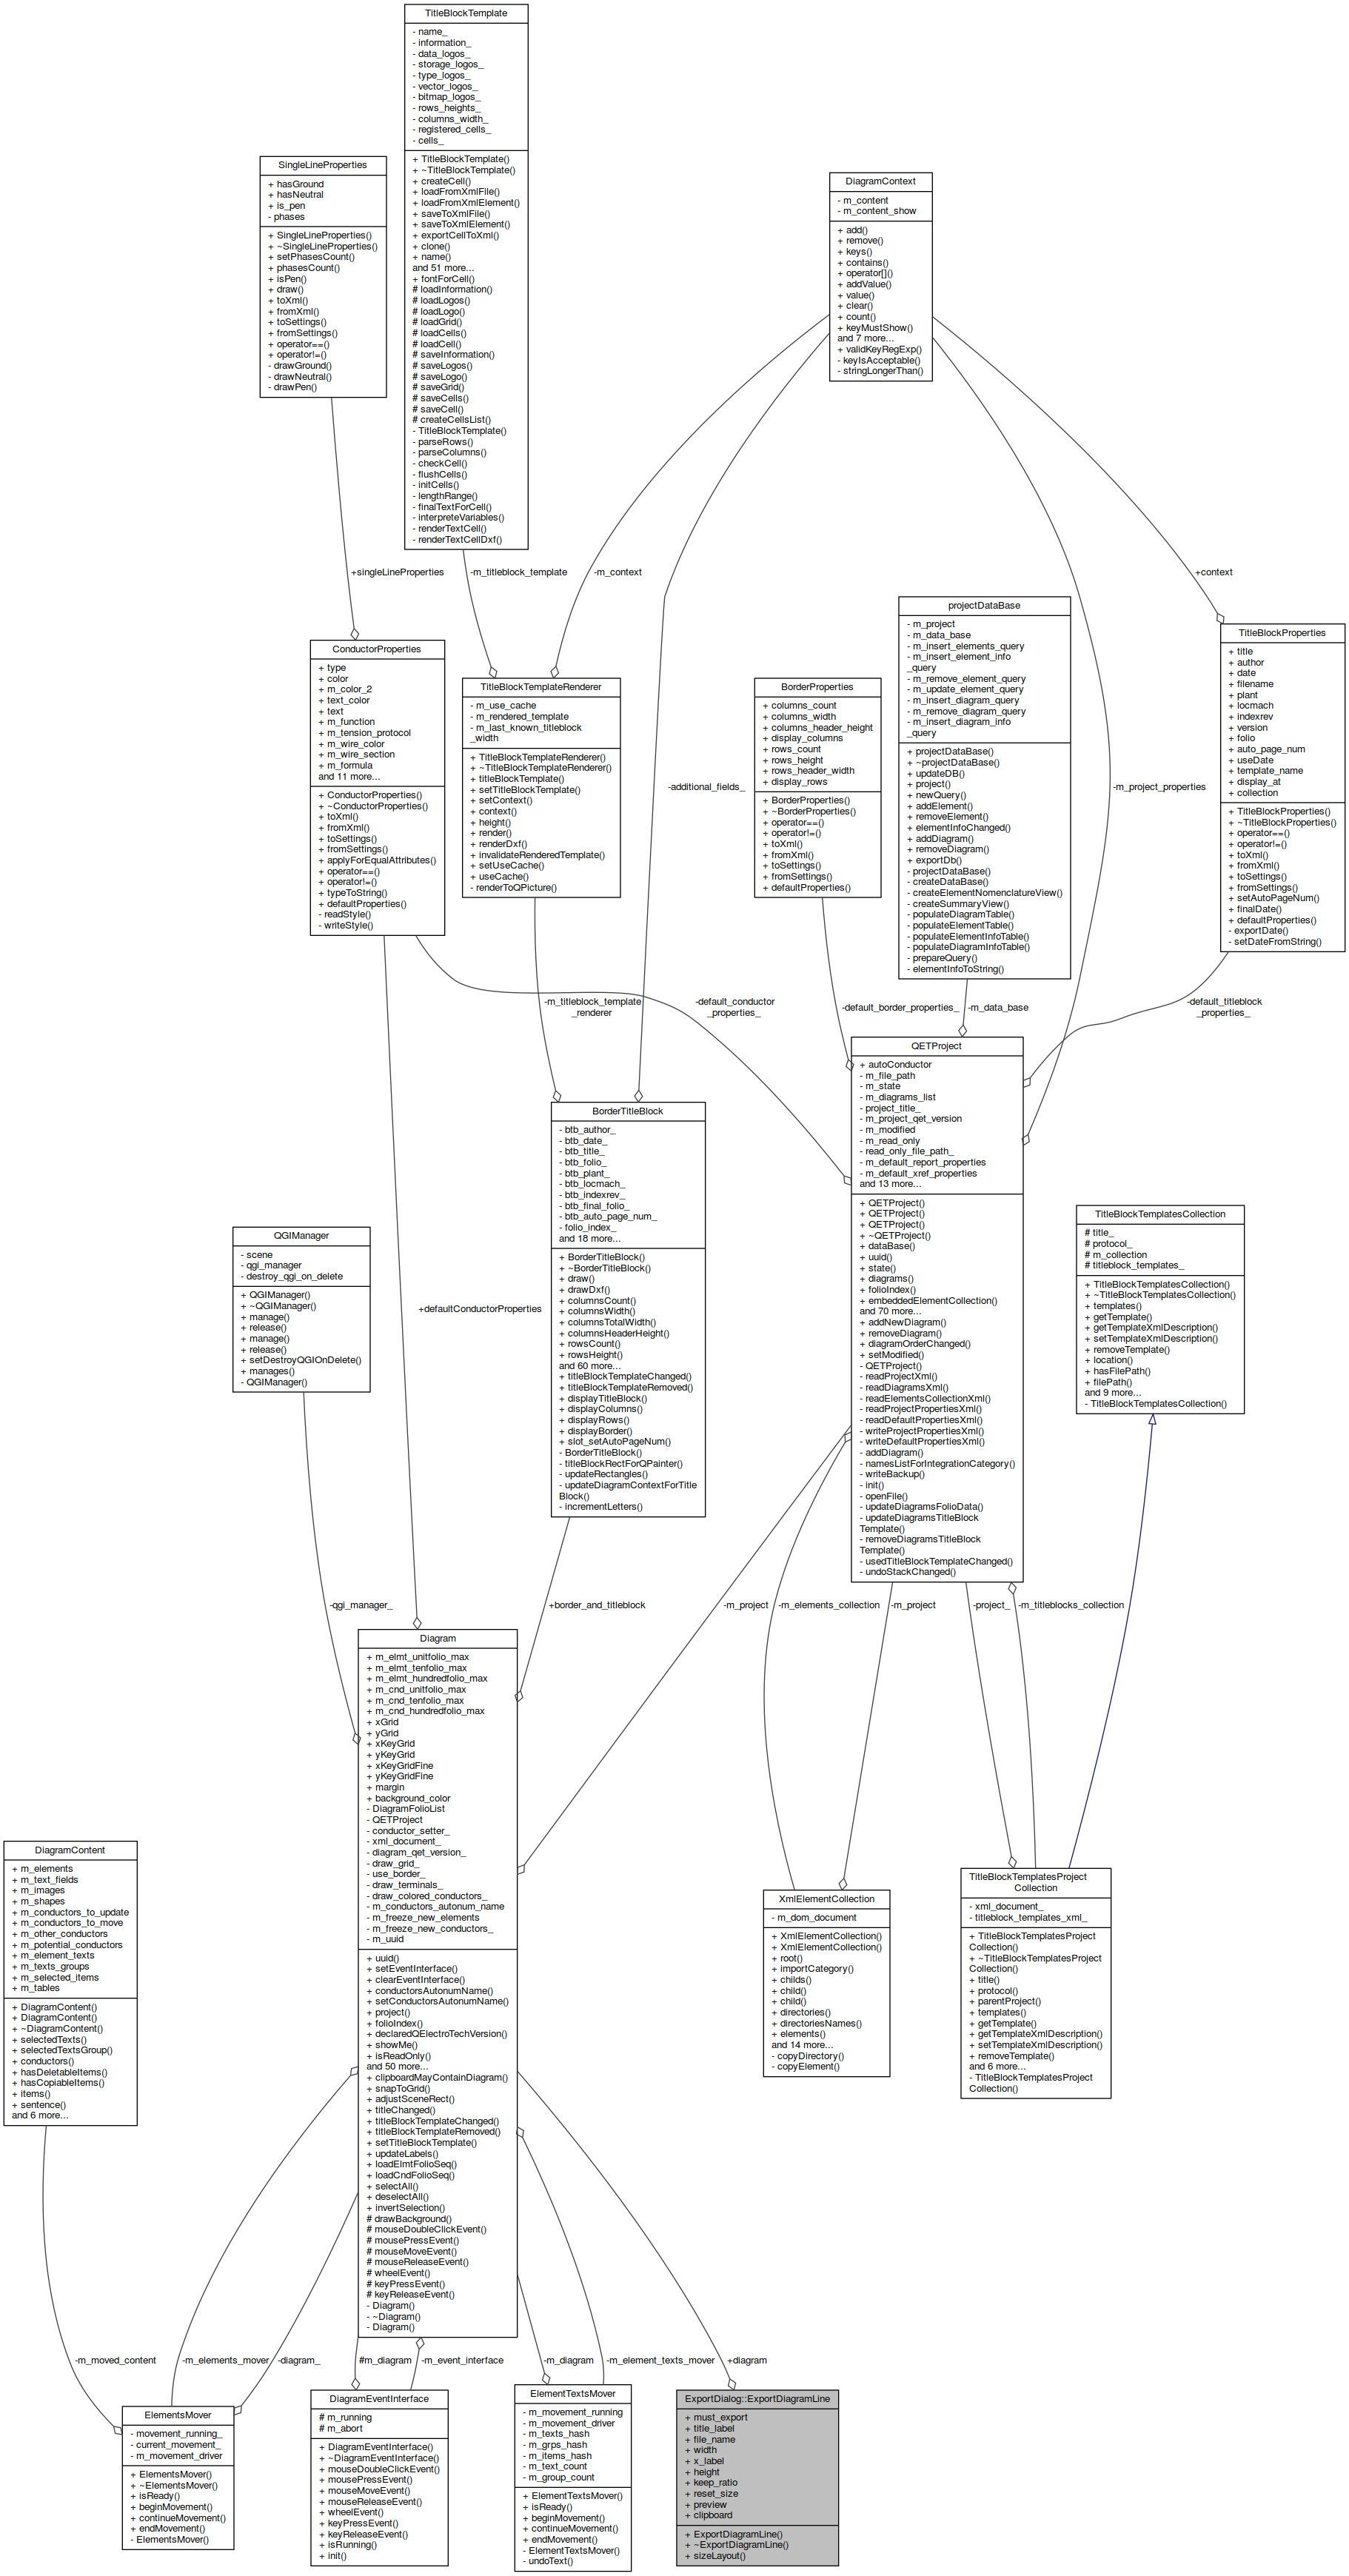 TitleBlockTemplate
- name_
- information_
- data_logos_
- storage_logos_
- type_logos_
- vector_logos_
- bitmap_logos_
- rows_heights_
- columns_width_
- registered_cells_
- cells_
+ TitleBlockTemplate()
+ ~TitleBlockTemplate()
+ createCell()
+ loadFromXmlFile()
+ loadFromXmlElement()
+ saveToXmlFile()
+ saveToXmlElement()
+ exportCellToXml()
+ clone()
+ name()
and 51 more...
+ fontForCell()
# loadInformation()
# loadLogos()
# loadLogo()
# loadGrid()
# loadCells()
# loadCell()
# saveInformation()
# saveLogos()
# saveLogo()
# saveGrid()
# saveCells()
# saveCell()
# createCellsList()
- TitleBlockTemplate()
- parseRows()
- parseColumns()
- checkCell()
- flushCells()
- initCells()
- lengthRange()
- finalTextForCell()
- interpreteVariables()
- renderTextCell()
- renderTextCellDxf()
SingleLineProperties
+ hasGround
+ hasNeutral
+ is_pen
- phases
+ SingleLineProperties()
+ ~SingleLineProperties()
+ setPhasesCount()
+ phasesCount()
+ isPen()
+ draw()
+ toXml()
+ fromXml()
+ toSettings()
+ fromSettings()
+ operator==()
+ operator!=()
- drawGround()
- drawNeutral()
- drawPen()
DiagramContext
- m_content
- m_content_show
+ add()
+ remove()
+ keys()
+ contains()
+ operator[]()
+ addValue()
+ value()
+ clear()
+ count()
+ keyMustShow()
and 7 more...
+ validKeyRegExp()
- keyIsAcceptable()
- stringLongerThan()
+singleLineProperties
-m_titleblock_template
-m_context
+context
ConductorProperties
+ type
+ color
+ m_color_2
+ text_color
+ text
+ m_function
+ m_tension_protocol
+ m_wire_color
+ m_wire_section
+ m_formula
and 11 more...
+ ConductorProperties()
+ ~ConductorProperties()
+ toXml()
+ fromXml()
+ toSettings()
+ fromSettings()
+ applyForEqualAttributes()
+ operator==()
+ operator!=()
+ typeToString()
+ defaultProperties()
- readStyle()
- writeStyle()
TitleBlockTemplateRenderer
- m_use_cache
- m_rendered_template
- m_last_known_titleblock
_width
+ TitleBlockTemplateRenderer()
+ ~TitleBlockTemplateRenderer()
+ titleBlockTemplate()
+ setTitleBlockTemplate()
+ setContext()
+ context()
+ height()
+ render()
+ renderDxf()
+ invalidateRenderedTemplate()
+ setUseCache()
+ useCache()
- renderToQPicture()
-additional_fields_
BorderProperties
+ columns_count
+ columns_width
+ columns_header_height
+ display_columns
+ rows_count
+ rows_height
+ rows_header_width
+ display_rows
+ BorderProperties()
+ ~BorderProperties()
+ operator==()
+ operator!=()
+ toXml()
+ fromXml()
+ toSettings()
+ fromSettings()
+ defaultProperties()
projectDataBase
- m_project
- m_data_base
- m_insert_elements_query
- m_insert_element_info
_query
- m_remove_element_query
- m_update_element_query
- m_insert_diagram_query
- m_remove_diagram_query
- m_insert_diagram_info
_query
+ projectDataBase()
+ ~projectDataBase()
+ updateDB()
+ project()
+ newQuery()
+ addElement()
+ removeElement()
+ elementInfoChanged()
+ addDiagram()
+ removeDiagram()
+ exportDb()
- projectDataBase()
- createDataBase()
- createElementNomenclatureView()
- createSummaryView()
- populateDiagramTable()
- populateElementTable()
- populateElementInfoTable()
- populateDiagramInfoTable()
- prepareQuery()
- elementInfoToString()
-m_project_properties
TitleBlockProperties
+ title
+ author
+ date
+ filename
+ plant
+ locmach
+ indexrev
+ version
+ folio
+ auto_page_num
+ useDate
+ template_name
+ display_at
+ collection
+ TitleBlockProperties()
+ ~TitleBlockProperties()
+ operator==()
+ operator!=()
+ toXml()
+ fromXml()
+ toSettings()
+ fromSettings()
+ setAutoPageNum()
+ finalDate()
+ defaultProperties()
- exportDate()
- setDateFromString()
-m_titleblock_template
_renderer
-default_conductor
_properties_
-default_border_properties_
-m_data_base
-default_titleblock
_properties_
BorderTitleBlock
- btb_author_
- btb_date_
- btb_title_
- btb_folio_
- btb_plant_
- btb_locmach_
- btb_indexrev_
- btb_final_folio_
- btb_auto_page_num_
- folio_index_
and 18 more...
+ BorderTitleBlock()
+ ~BorderTitleBlock()
+ draw()
+ drawDxf()
+ columnsCount()
+ columnsWidth()
+ columnsTotalWidth()
+ columnsHeaderHeight()
+ rowsCount()
+ rowsHeight()
and 60 more...
+ titleBlockTemplateChanged()
+ titleBlockTemplateRemoved()
+ displayTitleBlock()
+ displayColumns()
+ displayRows()
+ displayBorder()
+ slot_setAutoPageNum()
- BorderTitleBlock()
- titleBlockRectForQPainter()
- updateRectangles()
- updateDiagramContextForTitle
Block()
- incrementLetters()
QETProject
+ autoConductor
- m_file_path
- m_state
- m_diagrams_list
- project_title_
- m_project_qet_version
- m_modified
- m_read_only
- read_only_file_path_
- m_default_report_properties
- m_default_xref_properties
and 13 more...
+ QETProject()
+ QETProject()
+ QETProject()
+ ~QETProject()
+ dataBase()
+ uuid()
+ state()
+ diagrams()
+ folioIndex()
+ embeddedElementCollection()
and 70 more...
+ addNewDiagram()
+ removeDiagram()
+ diagramOrderChanged()
+ setModified()
- QETProject()
- readProjectXml()
- readDiagramsXml()
- readElementsCollectionXml()
- readProjectPropertiesXml()
- readDefaultPropertiesXml()
- writeProjectPropertiesXml()
- writeDefaultPropertiesXml()
- addDiagram()
- namesListForIntegrationCategory()
- writeBackup()
- init()
- openFile()
- updateDiagramsFolioData()
- updateDiagramsTitleBlock
Template()
- removeDiagramsTitleBlock
Template()
- usedTitleBlockTemplateChanged()
- undoStackChanged()
TitleBlockTemplatesCollection
# title_
# protocol_
# m_collection
# titleblock_templates_
+ TitleBlockTemplatesCollection()
+ ~TitleBlockTemplatesCollection()
+ templates()
+ getTemplate()
+ getTemplateXmlDescription()
+ setTemplateXmlDescription()
+ removeTemplate()
+ location()
+ hasFilePath()
+ filePath()
and 9 more...
- TitleBlockTemplatesCollection()
QGIManager
- scene
- qgi_manager
- destroy_qgi_on_delete
+ QGIManager()
+ ~QGIManager()
+ manage()
+ release()
+ manage()
+ release()
+ setDestroyQGIOnDelete()
+ manages()
- QGIManager()
+defaultConductorProperties
-qgi_manager_
+border_and_titleblock
-m_project
-m_elements_collection
-m_project
-project_
-m_titleblocks_collection
Diagram
+ m_elmt_unitfolio_max
+ m_elmt_tenfolio_max
+ m_elmt_hundredfolio_max
+ m_cnd_unitfolio_max
+ m_cnd_tenfolio_max
+ m_cnd_hundredfolio_max
+ xGrid
+ yGrid
+ xKeyGrid
+ yKeyGrid
+ xKeyGridFine
+ yKeyGridFine
+ margin
+ background_color
- DiagramFolioList
- QETProject
- conductor_setter_
- xml_document_
- diagram_qet_version_
- draw_grid_
- use_border_
- draw_terminals_
- draw_colored_conductors_
- m_conductors_autonum_name
- m_freeze_new_elements
- m_freeze_new_conductors_
- m_uuid
+ uuid()
+ setEventInterface()
+ clearEventInterface()
+ conductorsAutonumName()
+ setConductorsAutonumName()
+ project()
+ folioIndex()
+ declaredQElectroTechVersion()
+ showMe()
+ isReadOnly()
and 50 more...
+ clipboardMayContainDiagram()
+ snapToGrid()
+ adjustSceneRect()
+ titleChanged()
+ titleBlockTemplateChanged()
+ titleBlockTemplateRemoved()
+ setTitleBlockTemplate()
+ updateLabels()
+ loadElmtFolioSeq()
+ loadCndFolioSeq()
+ selectAll()
+ deselectAll()
+ invertSelection()
# drawBackground()
# mouseDoubleClickEvent()
# mousePressEvent()
# mouseMoveEvent()
# mouseReleaseEvent()
# wheelEvent()
# keyPressEvent()
# keyReleaseEvent()
- Diagram()
- ~Diagram()
- Diagram()
DiagramContent
+ m_elements
+ m_text_fields
+ m_images
+ m_shapes
+ m_conductors_to_update
+ m_conductors_to_move
+ m_other_conductors
+ m_potential_conductors
+ m_element_texts
+ m_texts_groups
+ m_selected_items
+ m_tables
+ DiagramContent()
+ DiagramContent()
+ ~DiagramContent()
+ selectedTexts()
+ selectedTextsGroup()
+ conductors()
+ hasDeletableItems()
+ hasCopiableItems()
+ items()
+ sentence()
and 6 more...
XmlElementCollection
- m_dom_document
+ XmlElementCollection()
+ XmlElementCollection()
+ root()
+ importCategory()
+ childs()
+ child()
+ child()
+ directories()
+ directoriesNames()
+ elements()
and 14 more...
- copyDirectory()
- copyElement()
TitleBlockTemplatesProject
Collection
- xml_document_
- titleblock_templates_xml_
+ TitleBlockTemplatesProject
Collection()
+ ~TitleBlockTemplatesProject
Collection()
+ title()
+ protocol()
+ parentProject()
+ templates()
+ getTemplate()
+ getTemplateXmlDescription()
+ setTemplateXmlDescription()
+ removeTemplate()
and 6 more...
- TitleBlockTemplatesProject
Collection()
-m_moved_content
-m_elements_mover
-diagram_
#m_diagram
-m_event_interface
-m_diagram
-m_element_texts_mover
+diagram
ElementsMover
- movement_running_
- current_movement_
- m_movement_driver
+ ElementsMover()
+ ~ElementsMover()
+ isReady()
+ beginMovement()
+ continueMovement()
+ endMovement()
- ElementsMover()
DiagramEventInterface
# m_running
# m_abort
+ DiagramEventInterface()
+ ~DiagramEventInterface()
+ mouseDoubleClickEvent()
+ mousePressEvent()
+ mouseMoveEvent()
+ mouseReleaseEvent()
+ wheelEvent()
+ keyPressEvent()
+ keyReleaseEvent()
+ isRunning()
+ init()
ElementTextsMover
- m_movement_running
- m_movement_driver
- m_texts_hash
- m_grps_hash
- m_items_hash
- m_text_count
- m_group_count
+ ElementTextsMover()
+ isReady()
+ beginMovement()
+ continueMovement()
+ endMovement()
- ElementTextsMover()
- undoText()
ExportDialog::ExportDiagramLine
+ must_export
+ title_label
+ file_name
+ width
+ x_label
+ height
+ keep_ratio
+ reset_size
+ preview
+ clipboard
+ ExportDiagramLine()
+ ~ExportDiagramLine()
+ sizeLayout()